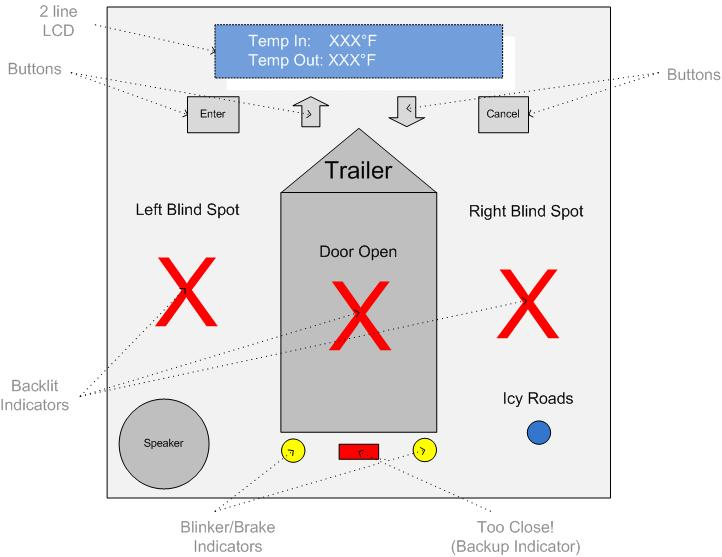 2 line
LCD
Temp In: XXX°F
Temp Out: XXX°F
Buttons
Buttons
Enter
Cancel
Trailer
Left Blind Spot
Right Blind Spot
Door Open
X
X
X
Backlit
Indicators
Icy Roads
Speaker
Blinker/Brake
Indicators
Too Close!
(Backup Indicator)